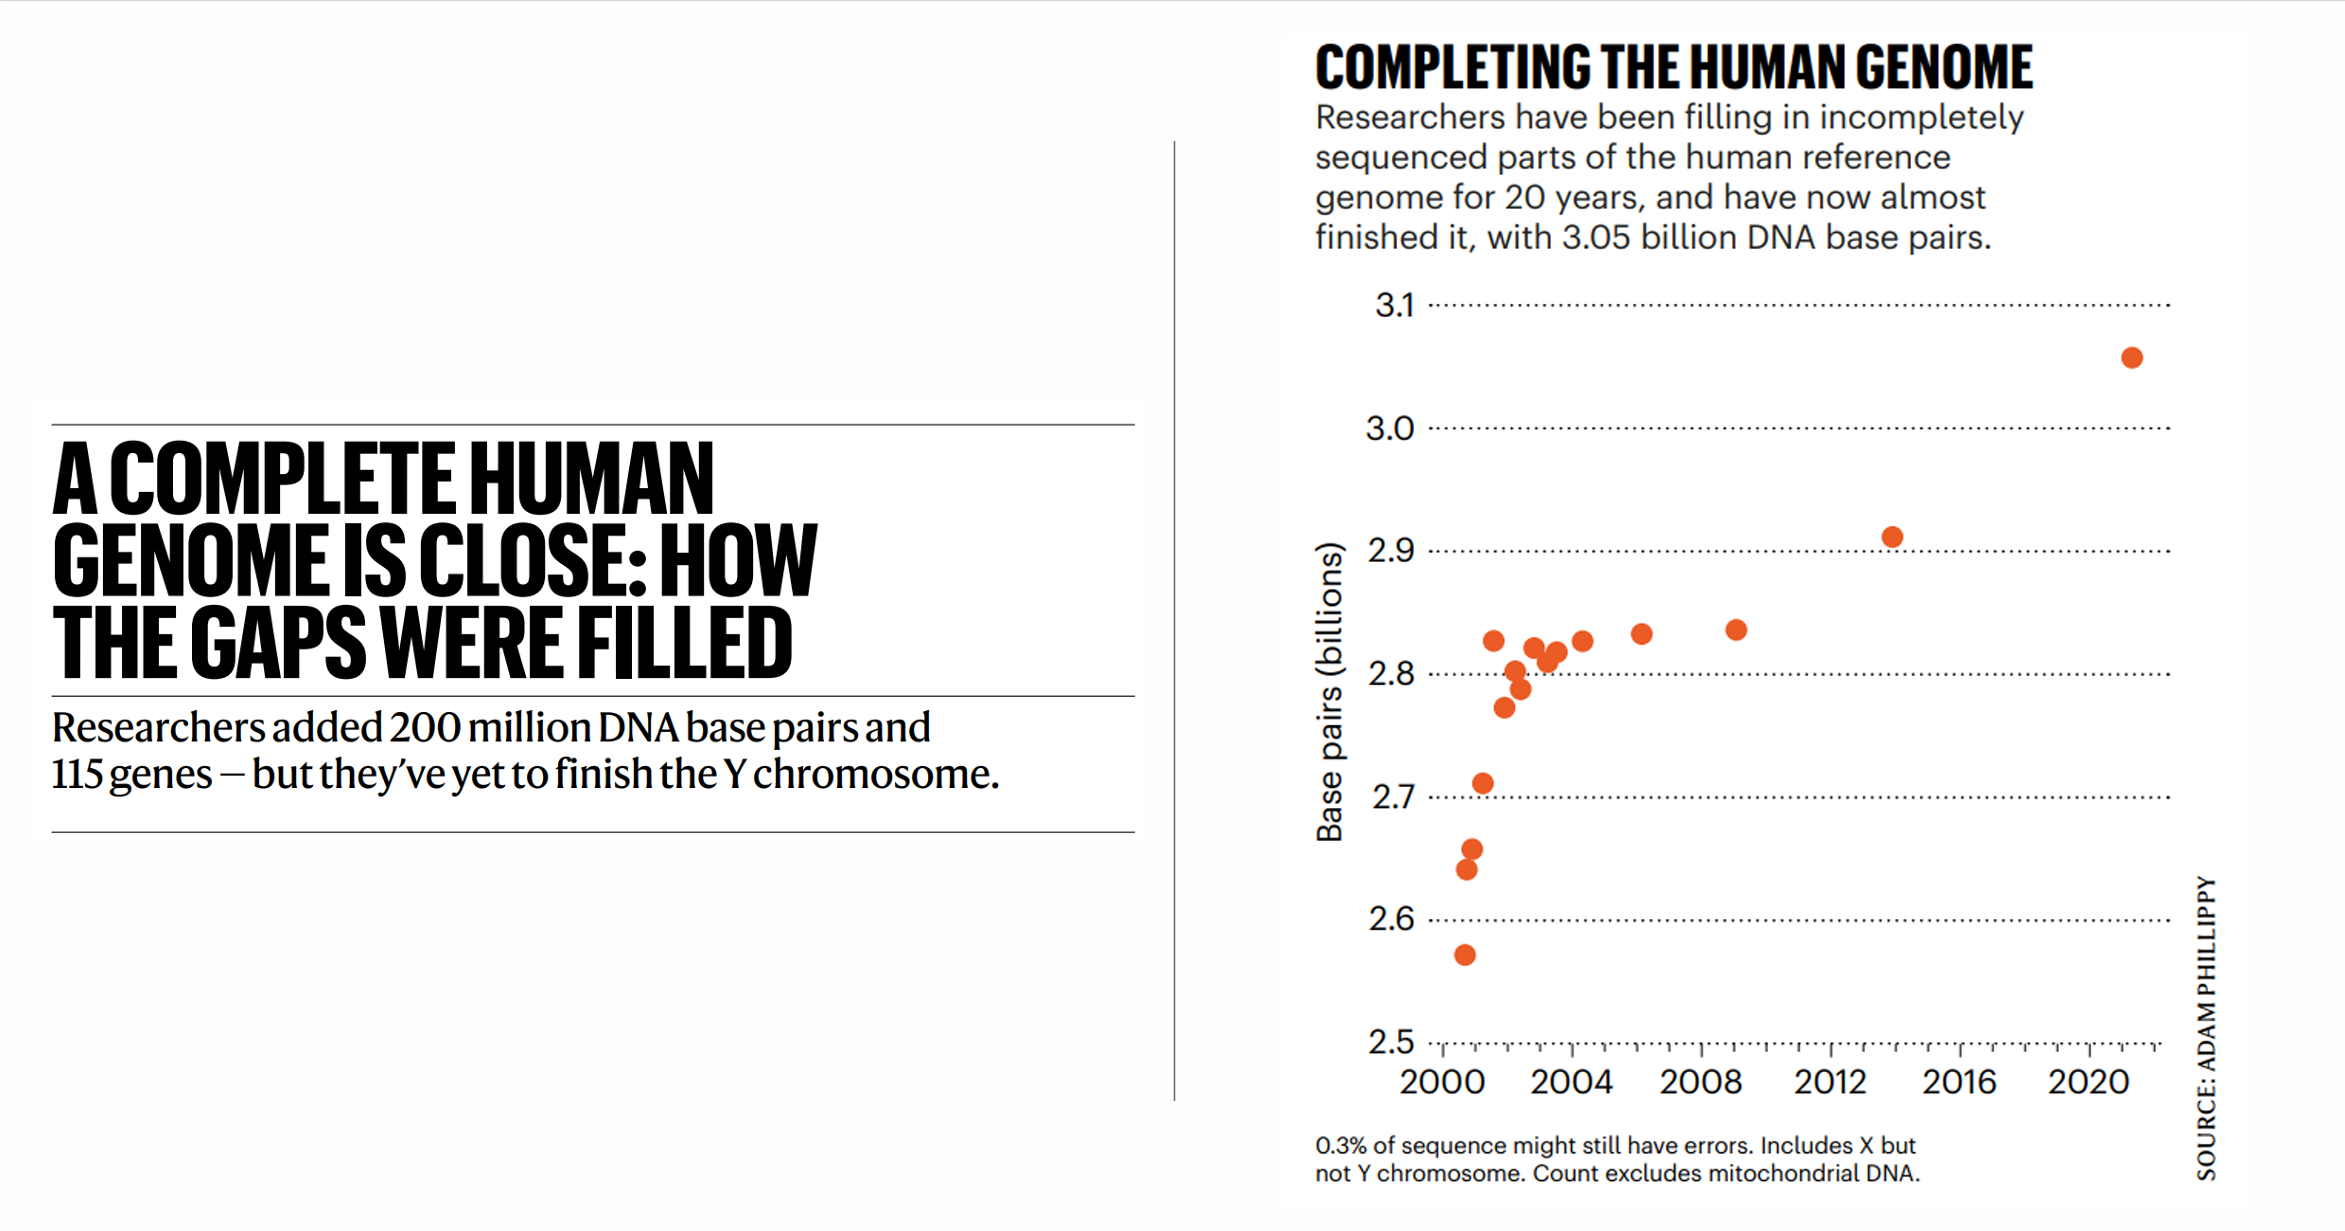 A COMPLETE HUMAN
GENOME IS CLOSE: HOW
THE GAPS WERE FILLED
Researchers added 200 million DNA base pairs and
115 genes — but they’ve yet to finish the Y chromosome.
COMPLETING THE HUMAN GENOME
Researchers have been filling in incompletely
sequenced parts of the human reference
genome for 20 years, and have now almost
finished it, with 3.05 billion DNA base pairs.
Base pairs (billions)
3.1
3.0
2.9
2.8
2.7
2.6
2.5
2000 2004 2008 2012 2016 2020
0.3% of sequence might still have errors. Includes X but
not Y chromosome. Count excludes mitochondrial DNA.
SOURCE: ADAM PHILLIPPY